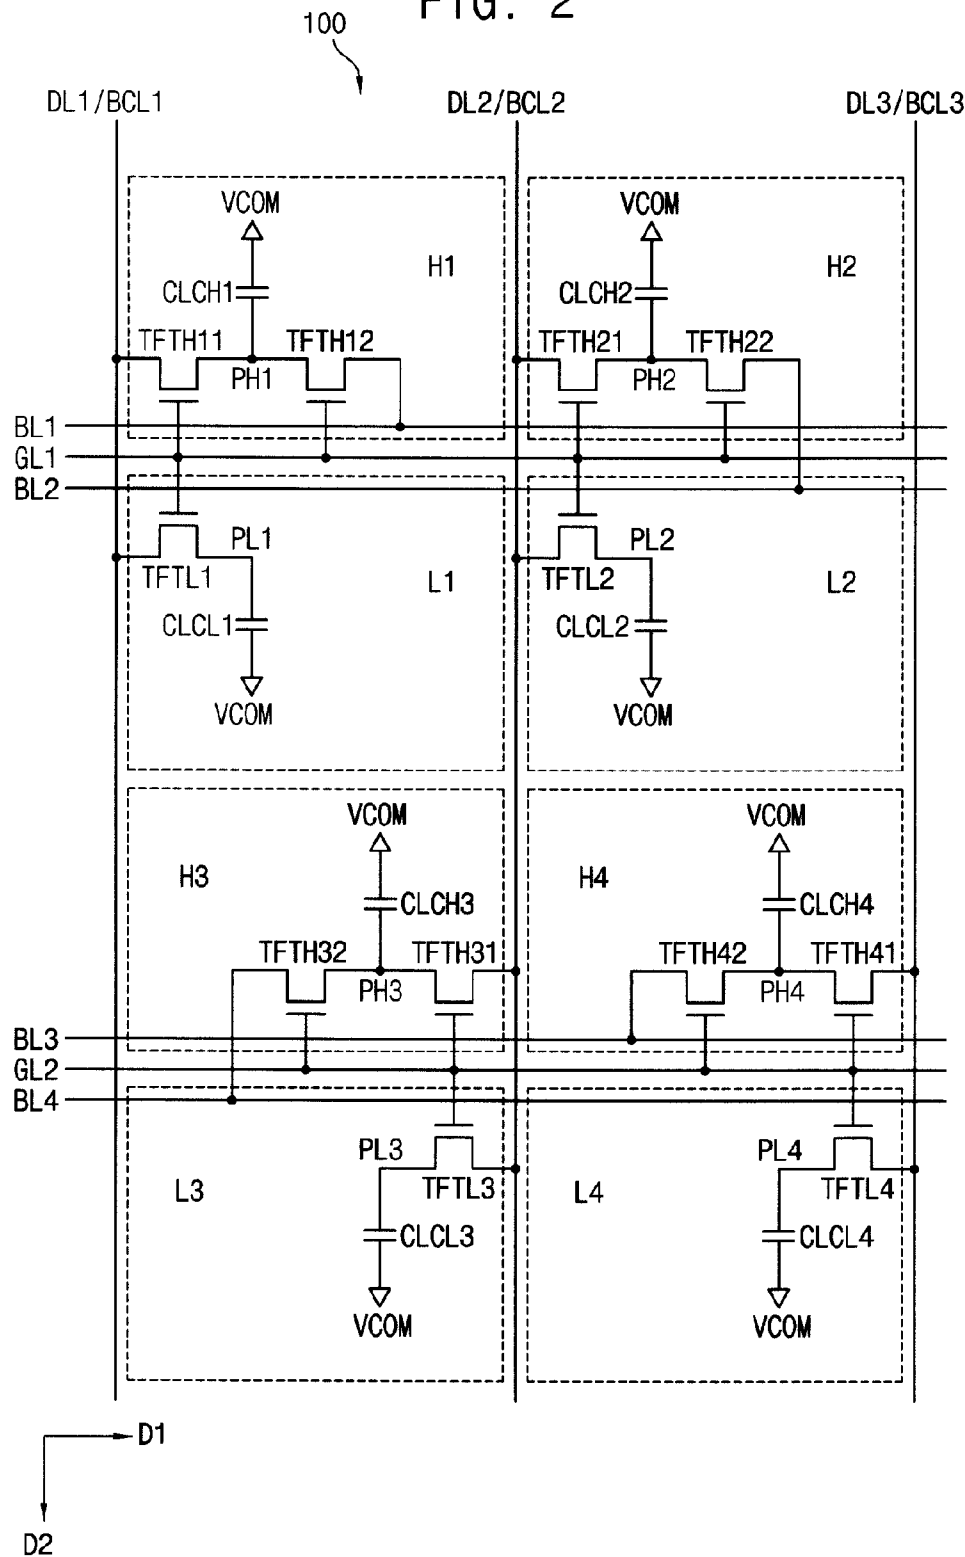 FIG. 2
100
DL1/BCL1 DL2/BCL2 DL3/BCL3
VCOM VCOM
H1 H2
CLCH1 CLCH2
TFTH11 TFTH12 TFTH21 TFTH22
PH1 PH2
BL1
GL1
BL2
PL1 PL2
TFTL1 L1 TFTL2 L2
CLCL1 CLCL2
VCOM VCOM
VCOM VCOM
H3 H4
CLCH3 CLCH4
TFTH32 TFTH31 TFTH42 TFTH41
PH3 PH4
BL3
GL2
BL4
PL3 PL4
L3 TFTL3 L4 TFTL4
CLCL3 CLCL4
VCOM VCOM
D1
D2